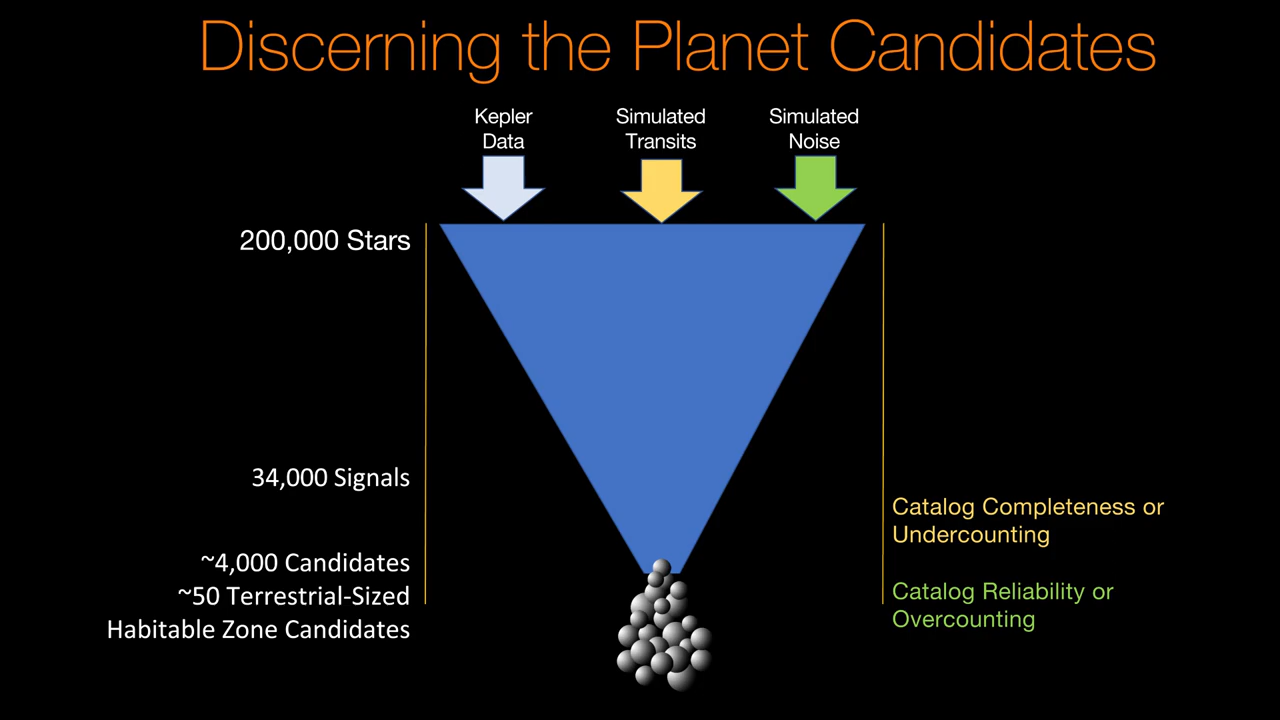 Discerning the Planet Candidates
Kepler
Data
Simulated
Transits
Simulated
Noise
200,000 Stars
34,000 Signals
~4,000 Candidates
~50 Terrestrial-Sized
Habitable Zone Candidates
Catalog Completeness or
Undercounting
Catalog Reliability or
Overcounting